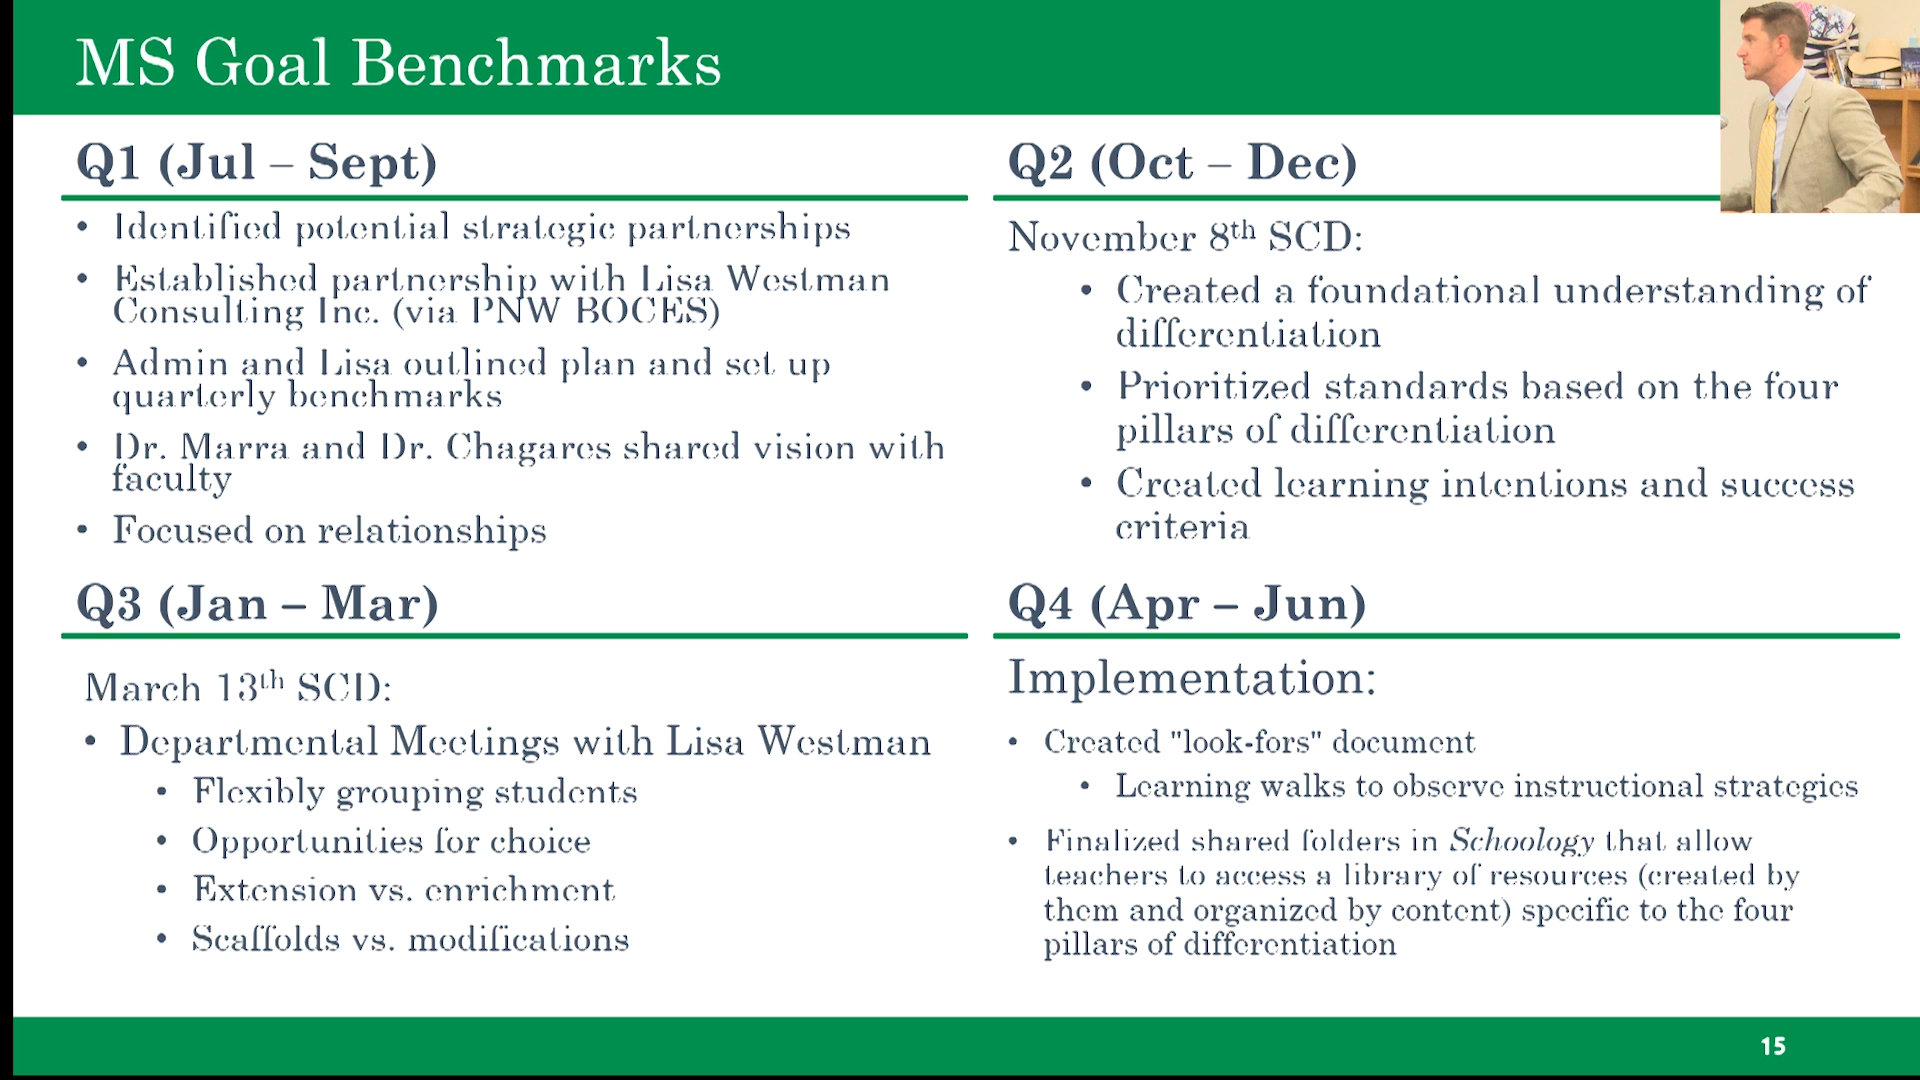 MS Goal Benchmarks
Q1 (Jul – Sept)
• Identified potential strategic partnerships
• Established partnership with Lisa Westman
Consulting Inc. (via PNW BOCES)
• Admin and Lisa outlined plan and set up
quarterly benchmarks
• Dr. Marra and Dr. Chagares shared vision with
faculty
• Focused on relationships
Q2 (Oct – Dec)
November 8th SCD:
• Created a foundational understanding of
differentiation
• Prioritized standards based on the four
pillars of differentiation
• Created learning intentions and success
criteria
Q3 (Jan – Mar)
March 13th SCD:
• Departmental Meetings with Lisa Westman
• Flexibly grouping students
• Opportunities for choice
• Extension vs. enrichment
• Scaffolds vs. modifications
Q4 (Apr – Jun)
Implementation:
• Created "look-fors" document
• Learning walks to observe instructional strategies
• Finalized shared folders in Schoology that allow
teachers to access a library of resources (created by
them and organized by content) specific to the four
pillars of differentiation
15